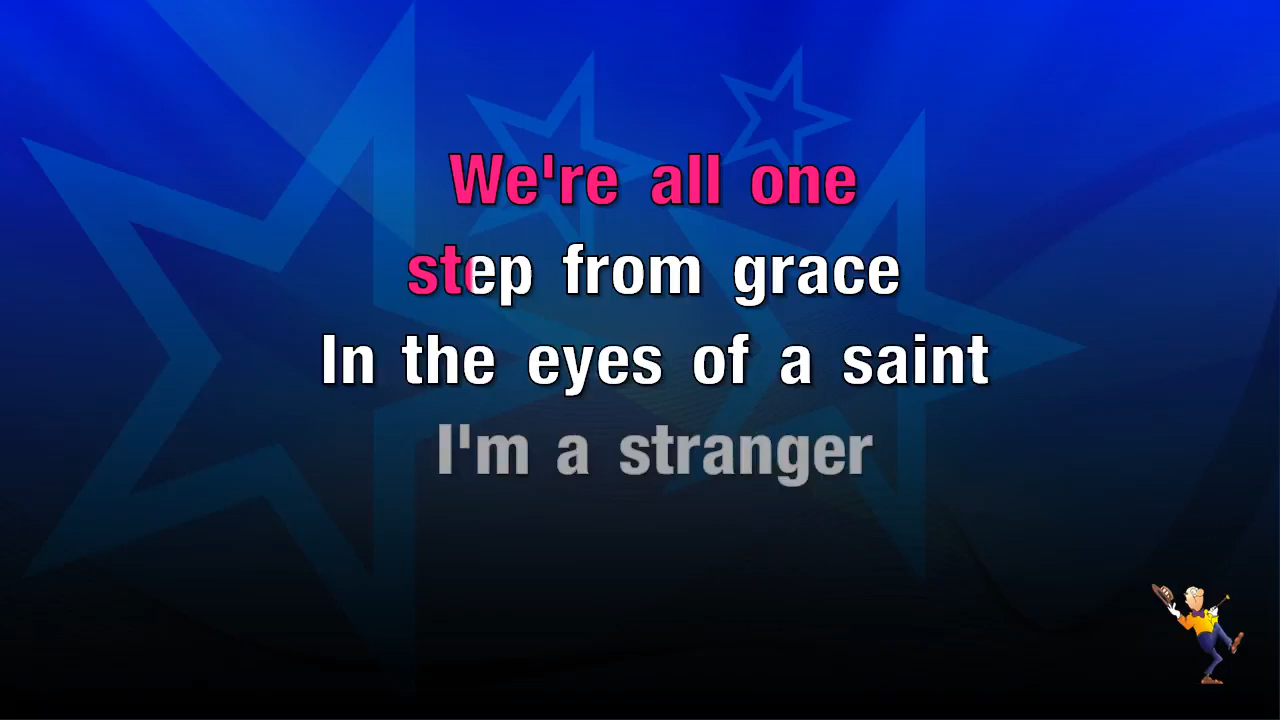 We're all one
step from grace
In the eyes of a saint
I'm a stranger